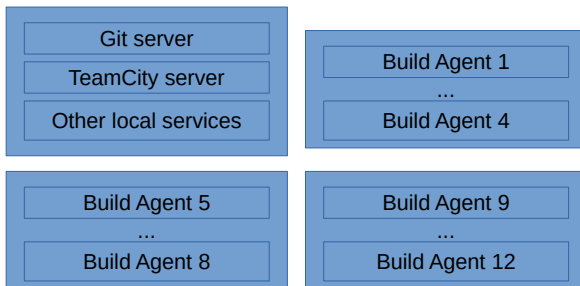 Git server
TeamCity server
Other local services
Build Agent 1
...
Build Agent 4
Build Agent 5
...
Build Agent 8
Build Agent 9
...
Build Agent 12